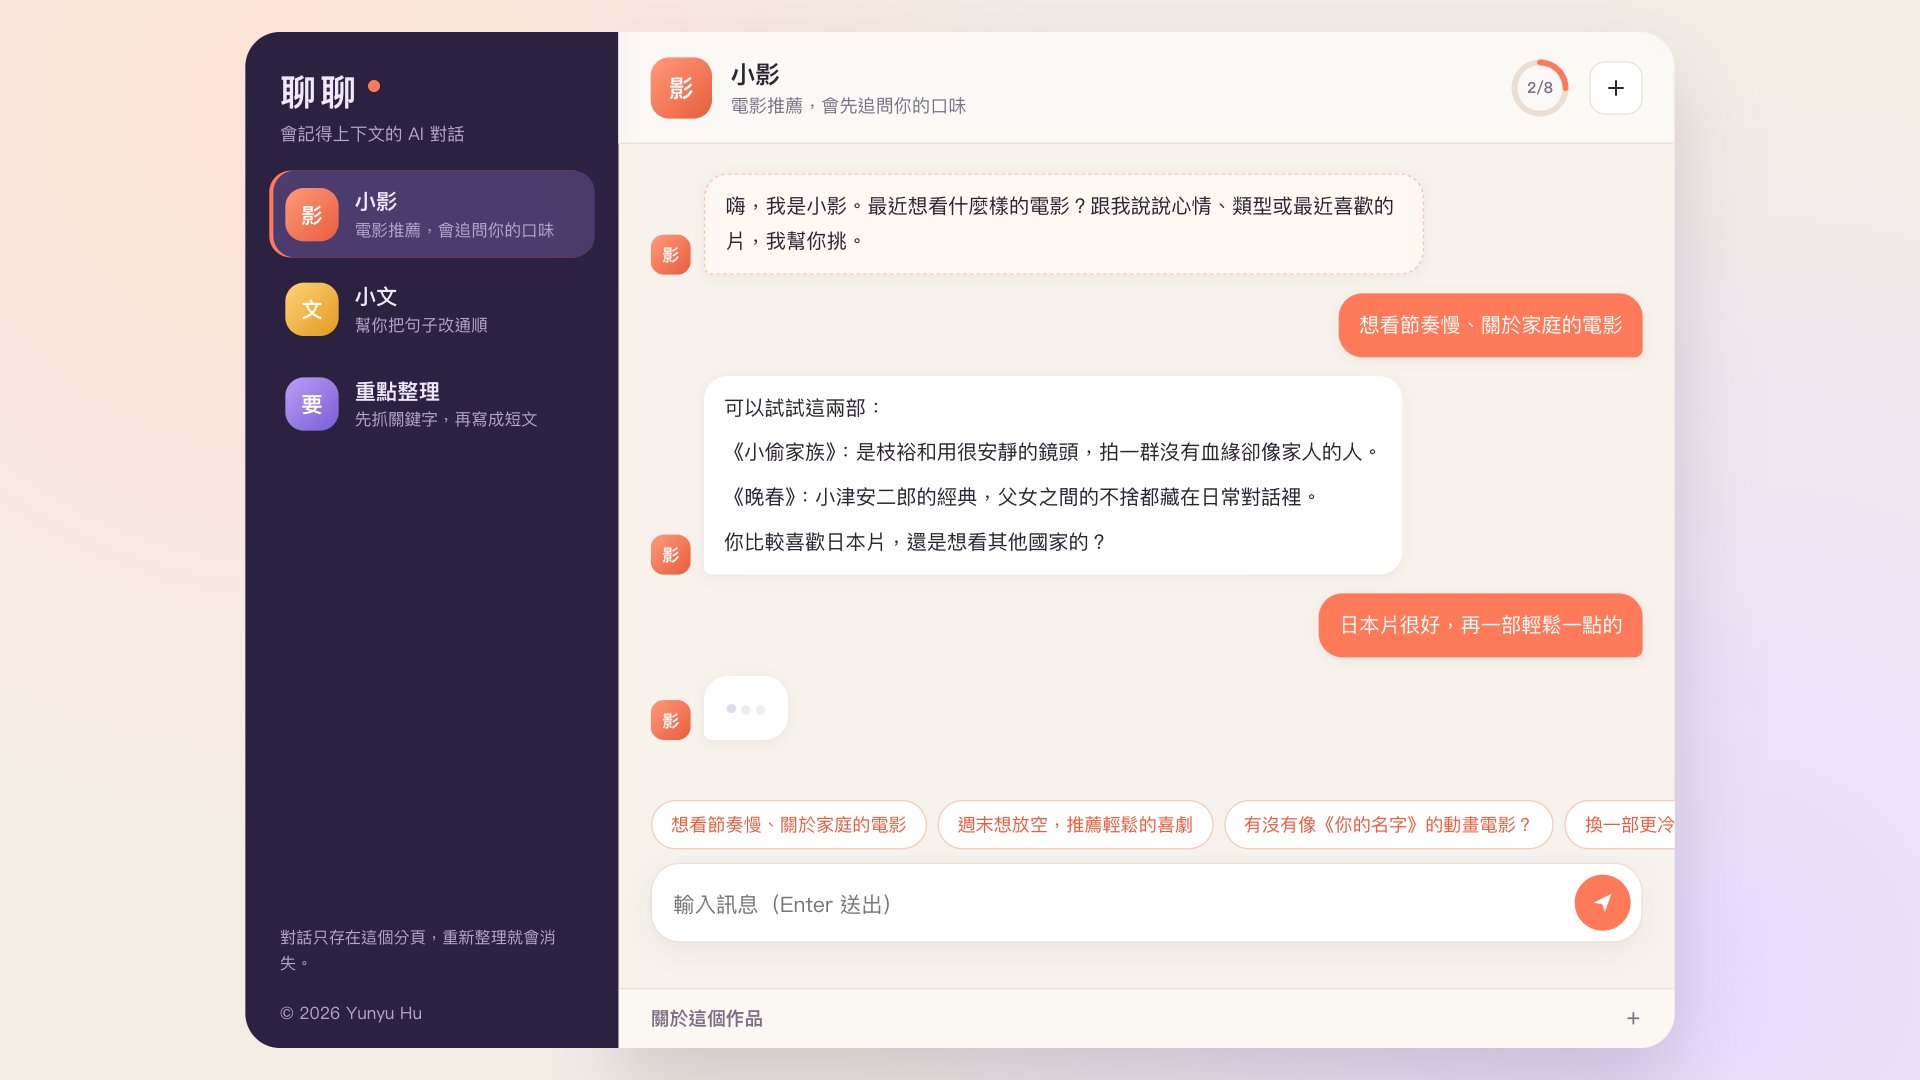 聊聊
會記得上下文的 AI 對話
影
小影
電影推薦，會追問你的口味
文
小文
幫你把句子改通順
要
重點整理
先抓關鍵字，再寫成短文
對話只存在這個分頁，重新整理就會消
失。
© 2026 Yunyu Hu
影
小影
電影推薦，會先追問你的口味
2/8
+
嗨，我是小影。最近想看什麼樣的電影？跟我說說心情、類型或最近喜歡的
片，我幫你挑。
影
想看節奏慢、關於家庭的電影
可以試試這兩部：
《小偷家族》：是枝裕和用很安靜的鏡頭，拍一群沒有血緣卻像家人的人。
《晚春》：小津安二郎的經典，父女之間的不捨都藏在日常對話裡。
你比較喜歡日本片，還是想看其他國家的？
影
日本片很好，再一部輕鬆一點的
影
想看節奏慢、關於家庭的電影
週末想放空，推薦輕鬆的喜劇
有沒有像《你的名字》的動畫電影？
換一部更冷
輸入訊息（Enter 送出）
關於這個作品
+